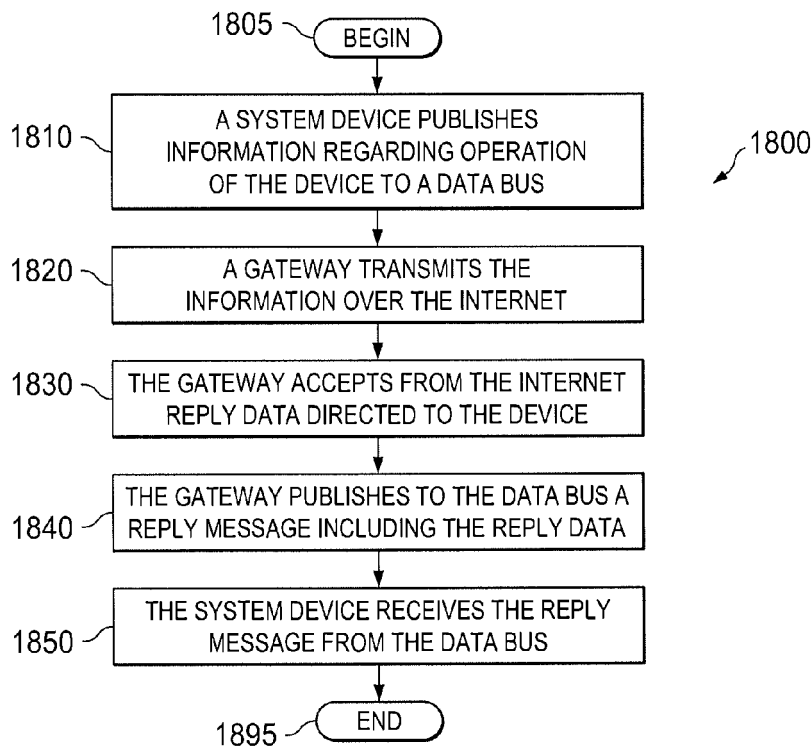 1805
BEGIN
1810
A SYSTEM DEVICE PUBLISHES
INFORMATION REGARDING OPERATION
OF THE DEVICE TO A DATA BUS
1800
1820
A GATEWAY TRANSMITS THE
INFORMATION OVER THE INTERNET
1830
THE GATEWAY ACCEPTS FROM THE INTERNET
REPLY DATA DIRECTED TO THE DEVICE
1840
THE GATEWAY PUBLISHES TO THE DATA BUS A
REPLY MESSAGE INCLUDING THE REPLY DATA
1850
THE SYSTEM DEVICE RECEIVES THE REPLY
MESSAGE FROM THE DATA BUS
1895
END